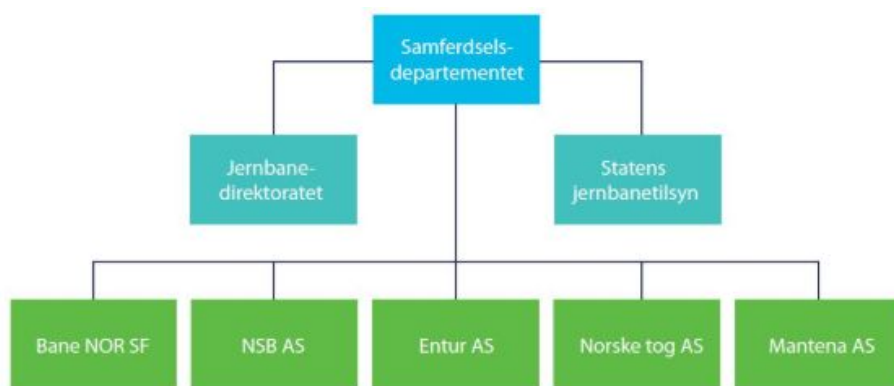 Samferdsels-
departementet
Jernbane-
direktoratet
Statens
jernbanetilsyn
Bane NOR SF
NSB AS
Entur AS
Norske tog AS
Mantena AS